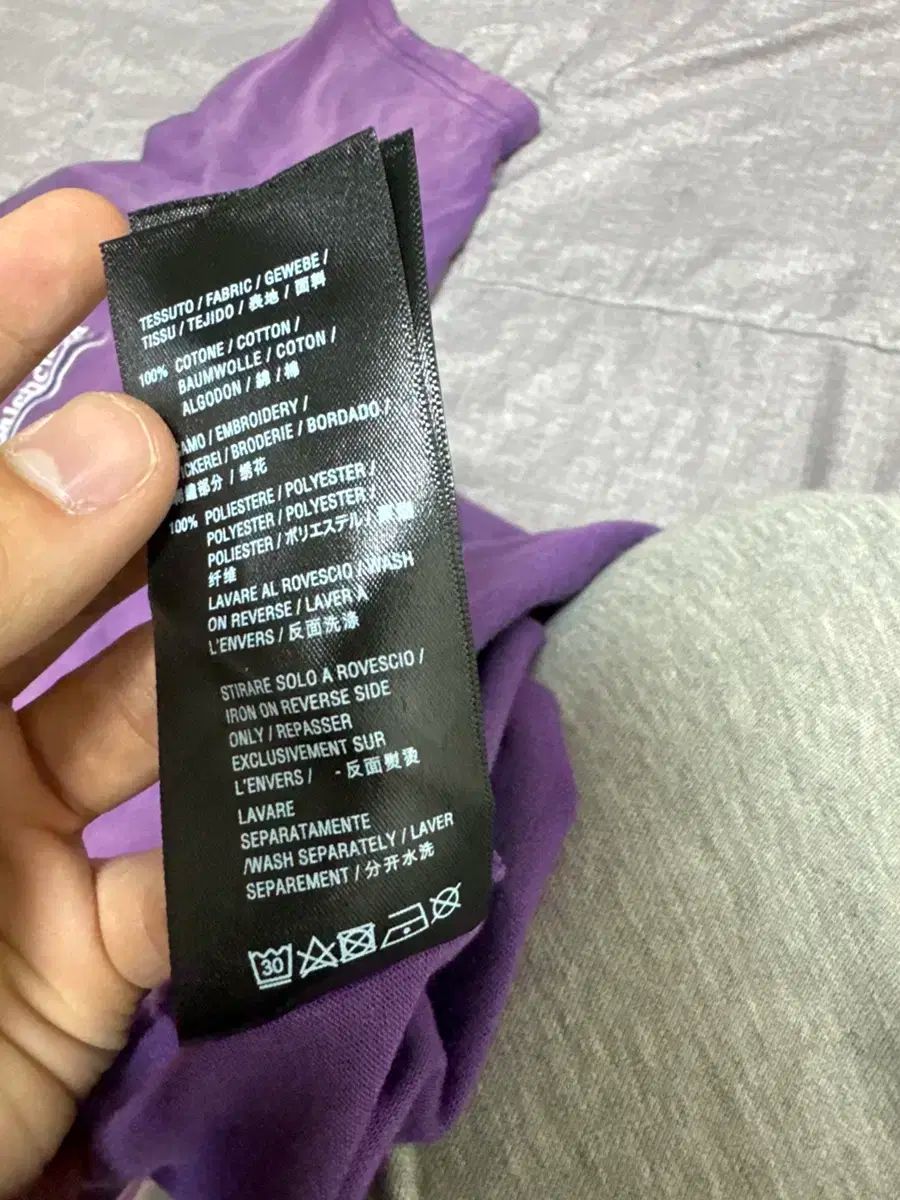 TESSUTO / FABRIC / GEWEBE /
TISSU / TEJIDO / 表地 / 面料
100% COTONE / COTTON /
BAUMWOLLE / COTON /
ALGODON / 綿 / 棉
/ EMBROIDERY /
/ BRODERIE / BORDADO /
部分 / 绣花
100% POLIESTERE / POLYESTER /
POLYESTER / POLYESTER /
POLIESTER / ポリエステル /
纤维
LAVARE AL ROVESCIO / WASH
ON REVERSE / LAVER A
L'ENVERS / 反面洗涤
STIRARE SOLO A ROVESCIO /
IRON ON REVERSE SIDE
ONLY / REPASSER
EXCLUSIVEMENT SUR
L'ENVERS / - 反面熨烫
LAVARE
SEPARATAMENTE
/WASH SEPARATELY / LAVER
SEPAREMENT / 分开水洗
30